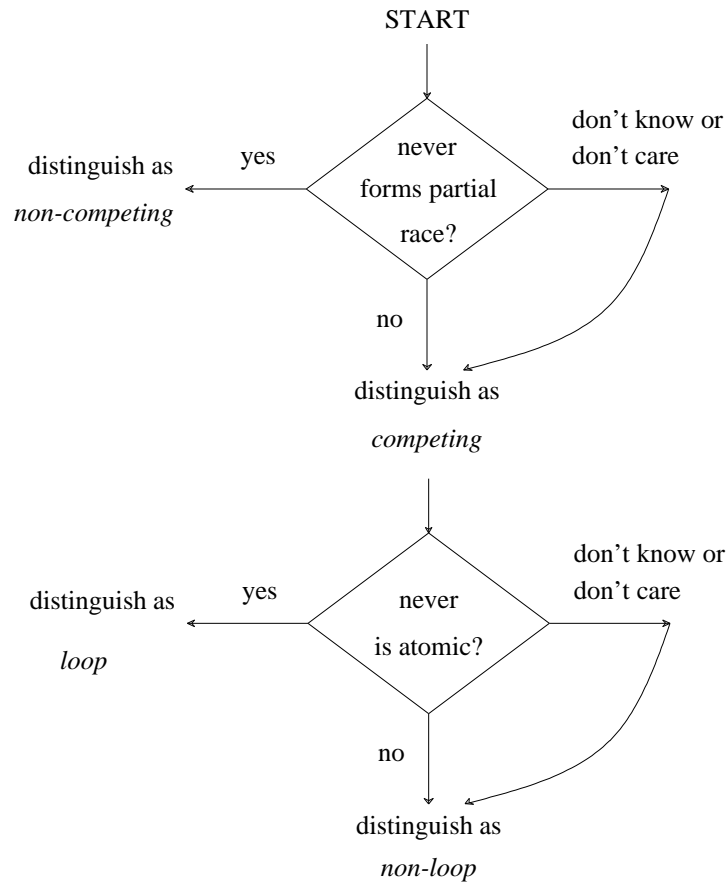 START
never
forms partial
race?
yes
distinguish as
non-competing
don't know or
don't care
no
distinguish as
competing
never
is atomic?
yes
distinguish as
loop
don't know or
don't care
no
distinguish as
non-loop